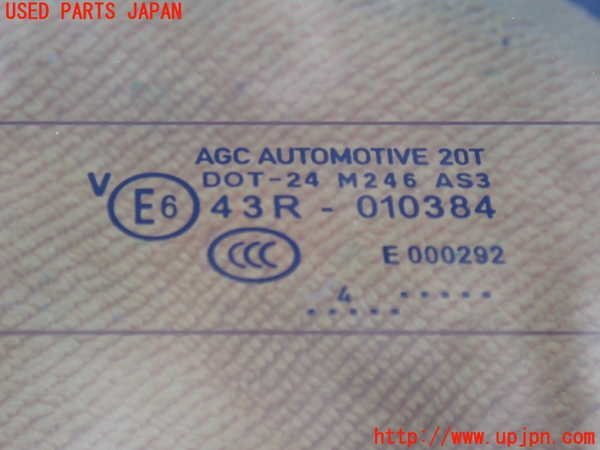 USED PARTS JAPAN
AGC AUTOMOTIVE 20T
DOT-24 M246 AS3
V E6 43R - 010384
CCC E 000292
4 .....
.....
http://www.upjpn.com/